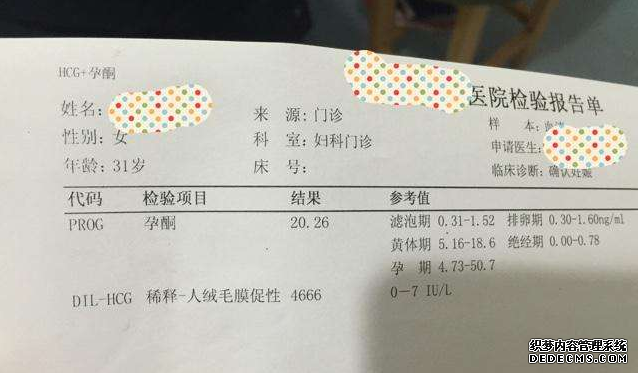 HCG+孕酮
医院检验报告单
姓名: 来 源:门诊 样 本:
性别: 女 科 室:妇科门诊 申请医生:
年龄: 31岁 床 号: 临床诊断:确认妊娠
代码 检验项目 结果 参考值
PROG 孕酮 20.26 滤泡期 0.31-1.52 排卵期 0.30-1.60ng/ml
黄体期 5.16-18.6 绝经期 0.00-0.78
孕 期 4.73-50.7
DIL-HCG 稀释-人绒毛膜促性 4666 0-7 IU/L
织梦内容管理系统
DEDECMS.COM